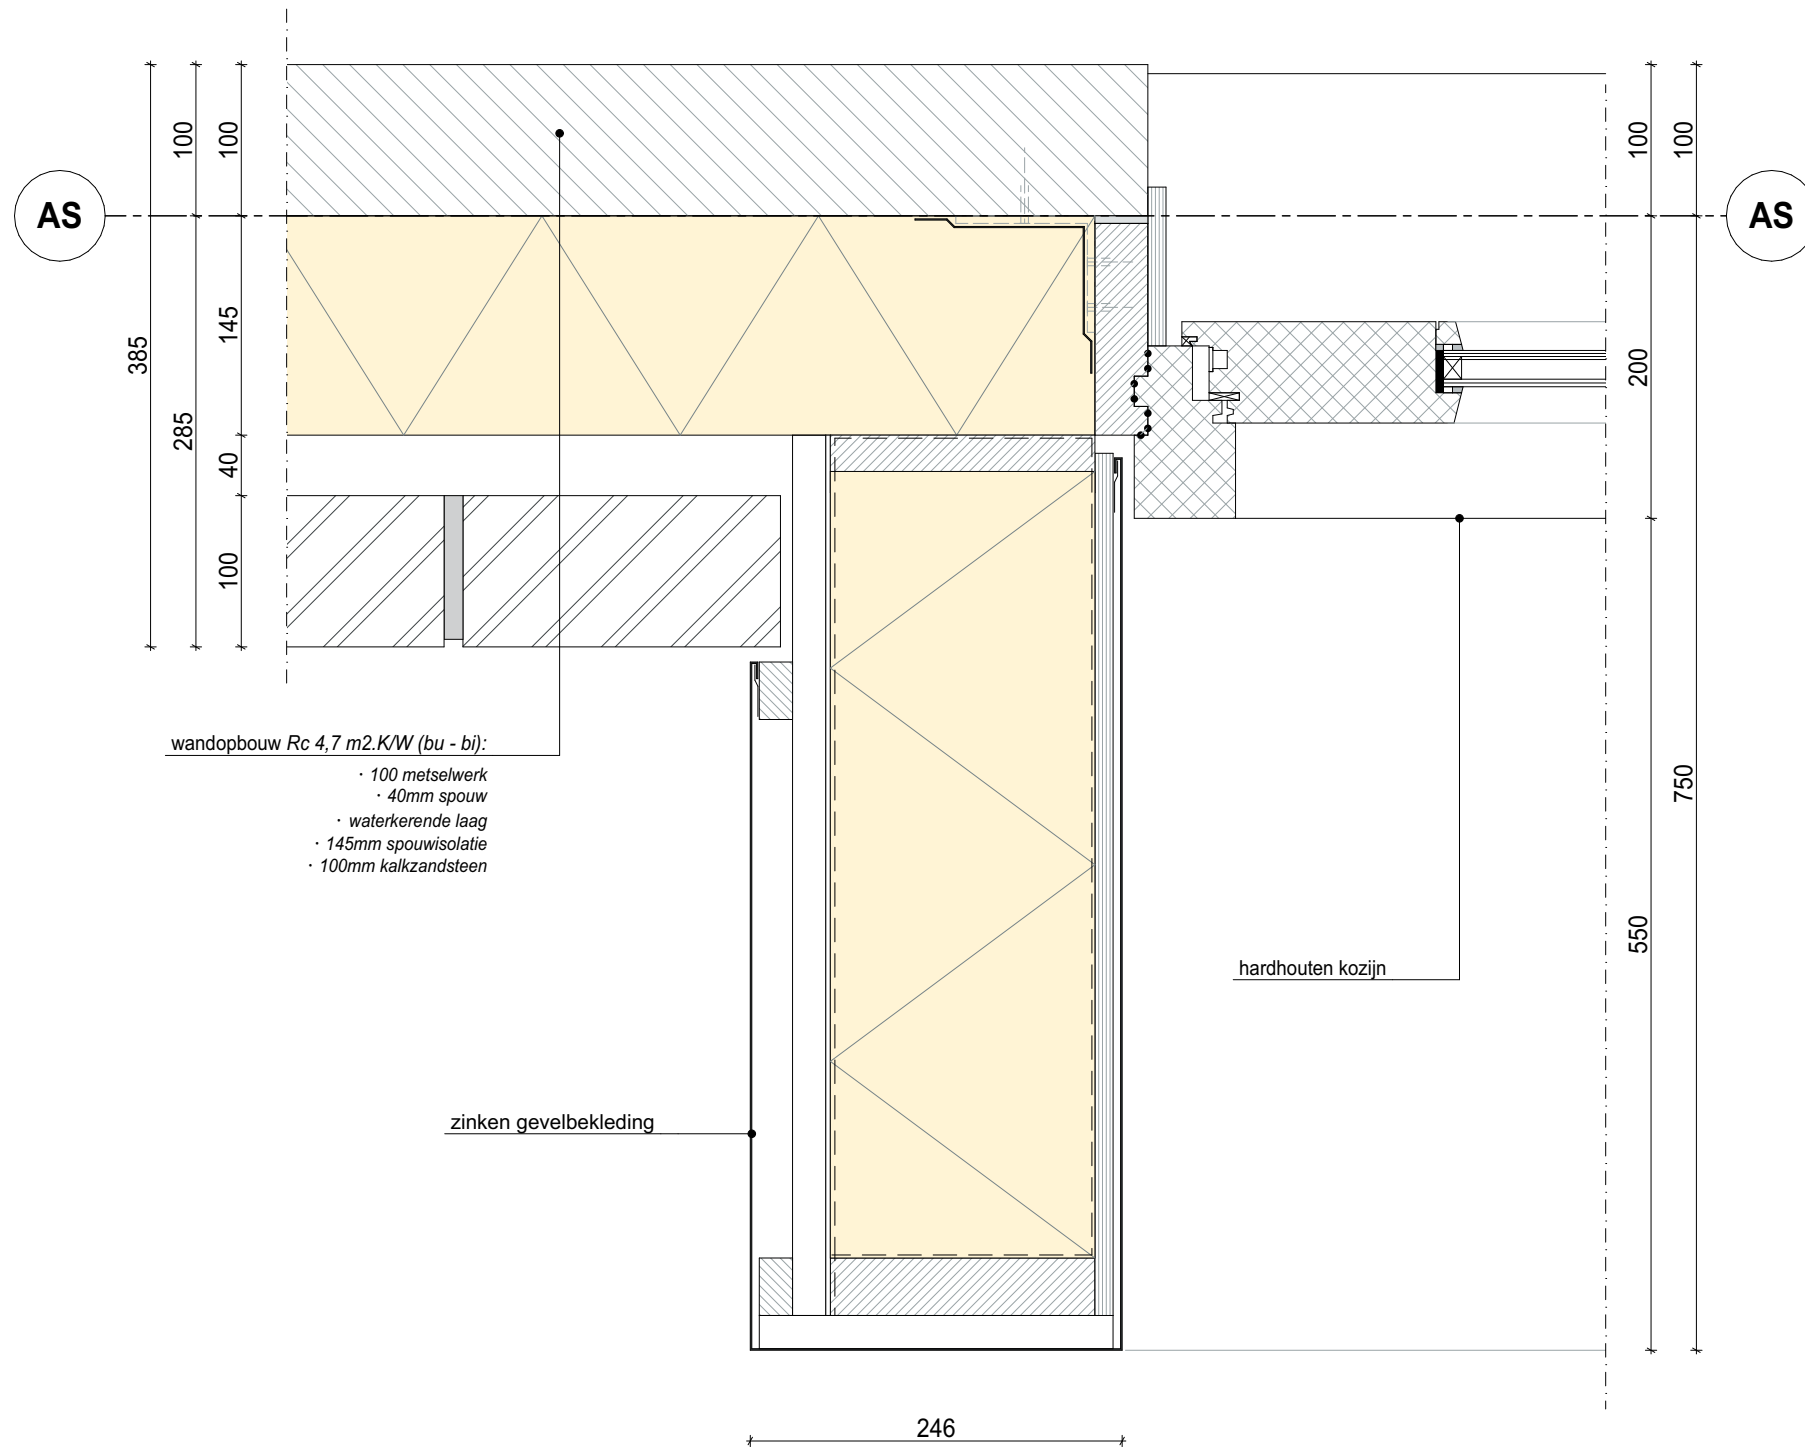 100
100
100
100
AS
AS
145
385
200
285
40
100
wandopbouw Rc 4,7 m2.K/W (bu - bi):
· 100 metselwerk
· 40mm spouw
· waterkerende laag
· 145mm spouwisolatie
· 100mm kalkzandsteen
750
550
hardhouten kozijn
zinken gevelbekleding
246